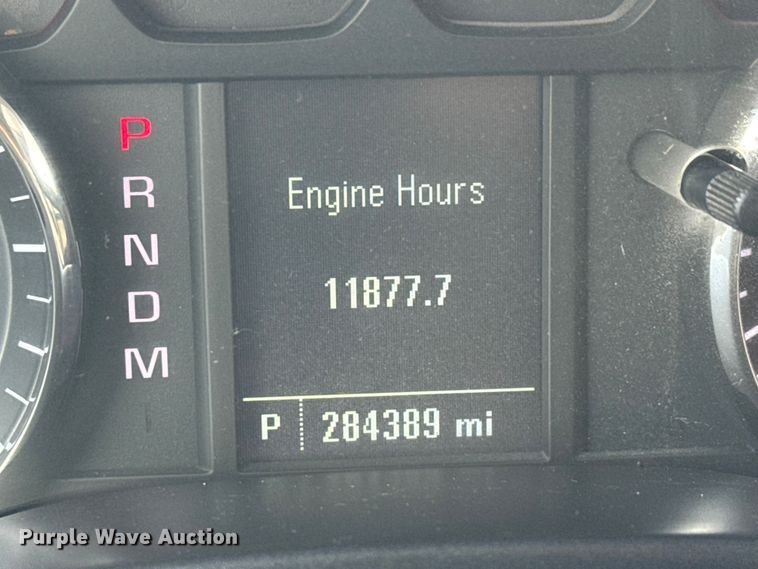 P
R
N
D
M
Engine Hours
11877.7
P 284389 mi
Purple Wave Auction